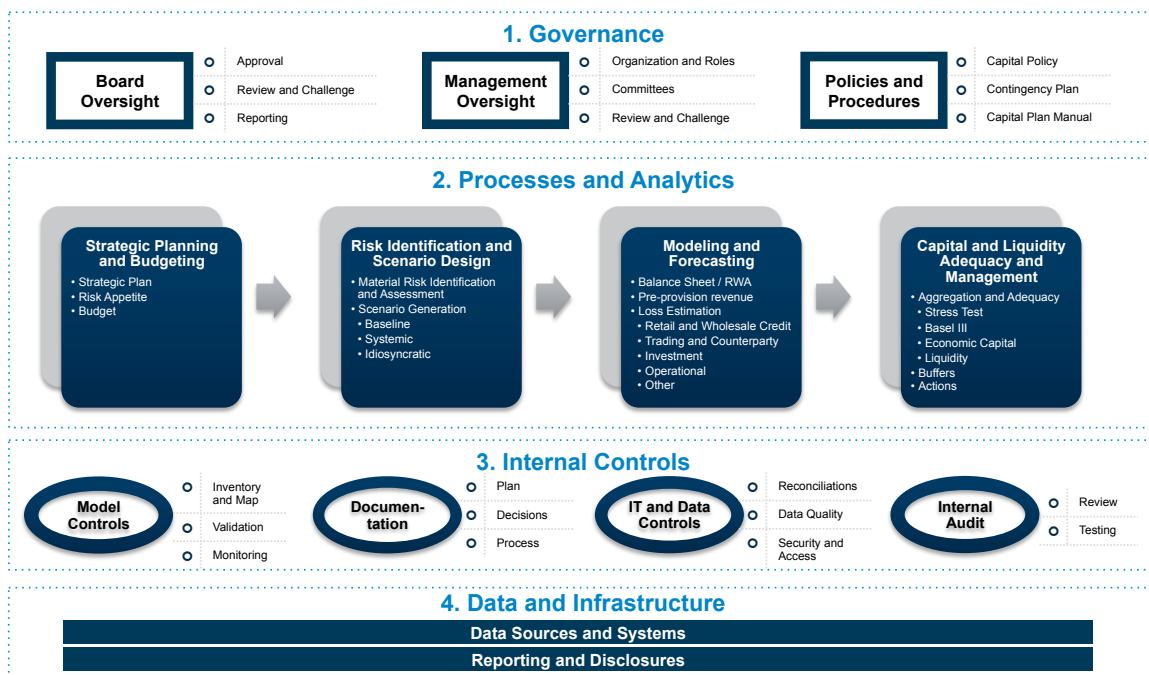 1. Governance
Board
Oversight
Approval
Review and Challenge
Reporting
Management
Oversight
Organization and Roles
Committees
Review and Challenge
Policies and
Procedures
Capital Policy
Contingency Plan
Capital Plan Manual
2. Processes and Analytics
Strategic Planning
and Budgeting
• Strategic Plan
• Risk Appetite
• Budget
Risk Identification and
Scenario Design
• Material Risk Identification
and Assessment
• Scenario Generation
• Baseline
• Systemic
• Idiosyncratic
Modeling and
Forecasting
• Balance Sheet / RWA
• Pre-provision revenue
• Loss Estimation
• Retail and Wholesale Credit
• Trading and Counterparty
• Investment
• Operational
• Other
Capital and Liquidity
Adequacy and
Management
• Aggregation and Adequacy
• Stress Test
• Basel III
• Economic Capital
• Liquidity
• Buffers
• Actions
3. Internal Controls
Model
Controls
Inventory
and Map
Validation
Monitoring
Documen-
tation
Plan
Decisions
Process
IT and Data
Controls
Reconciliations
Data Quality
Security and
Access
Internal
Audit
Review
Testing
4. Data and Infrastructure
Data Sources and Systems
Reporting and Disclosures